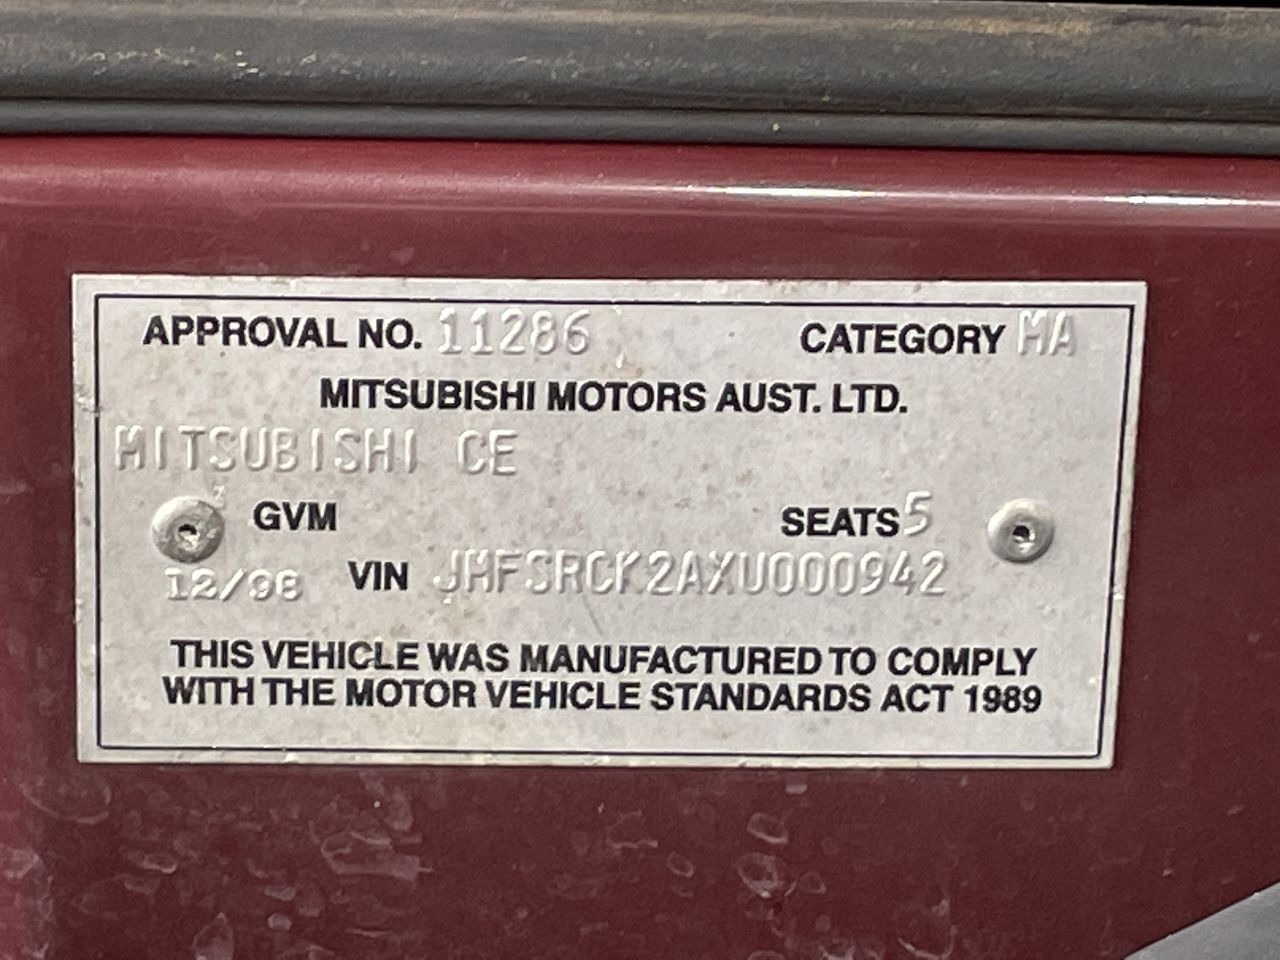 APPROVAL NO. 11286 CATEGORY MA
MITSUBISHI MOTORS AUST. LTD.
MITSUBISHI CE
GVM SEATS 5
12/98 VIN JMFSRCK2AXU000942
THIS VEHICLE WAS MANUFACTURED TO COMPLY
WITH THE MOTOR VEHICLE STANDARDS ACT 1989